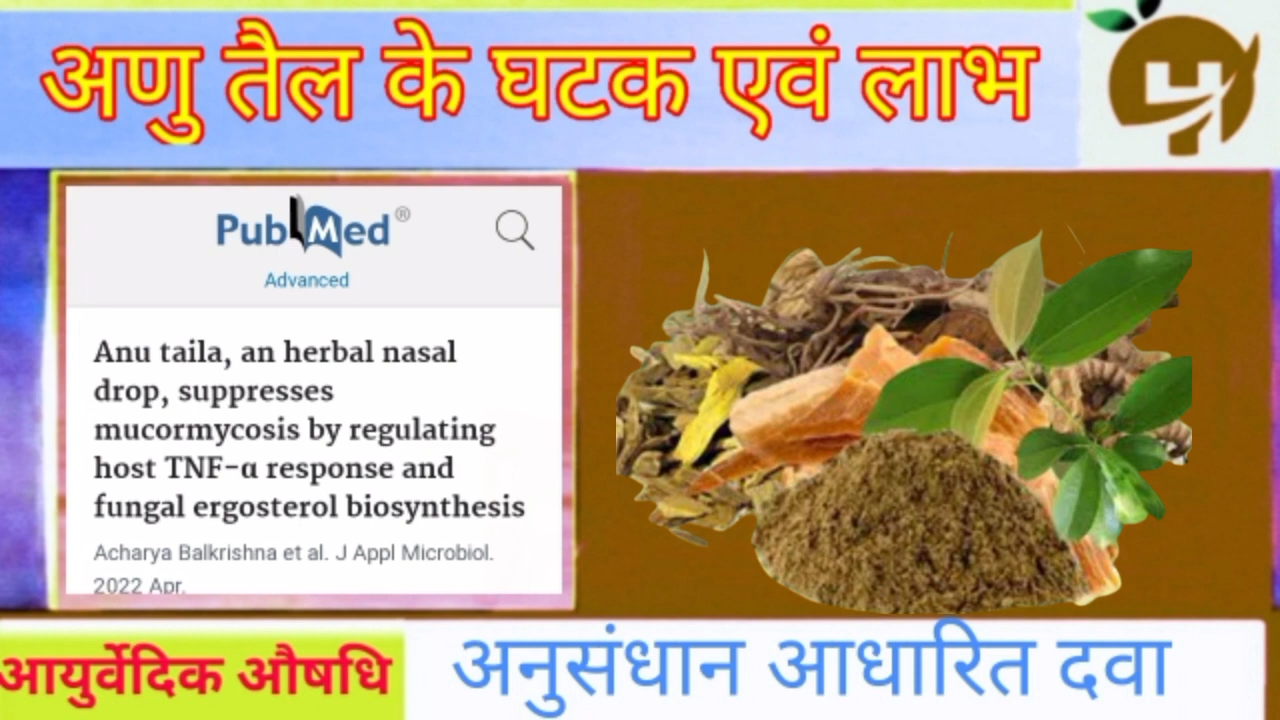 अणु तैल के घटक एवं लाभ
PubMed®
Advanced
Anu taila, an herbal nasal
drop, suppresses
mucormycosis by regulating
host TNF-α response and
fungal ergosterol biosynthesis
Acharya Balkrishna et al. J Appl Microbiol.
2022 Apr.
आयुर्वेदिक औषधि
अनुसंधान आधारित दवा